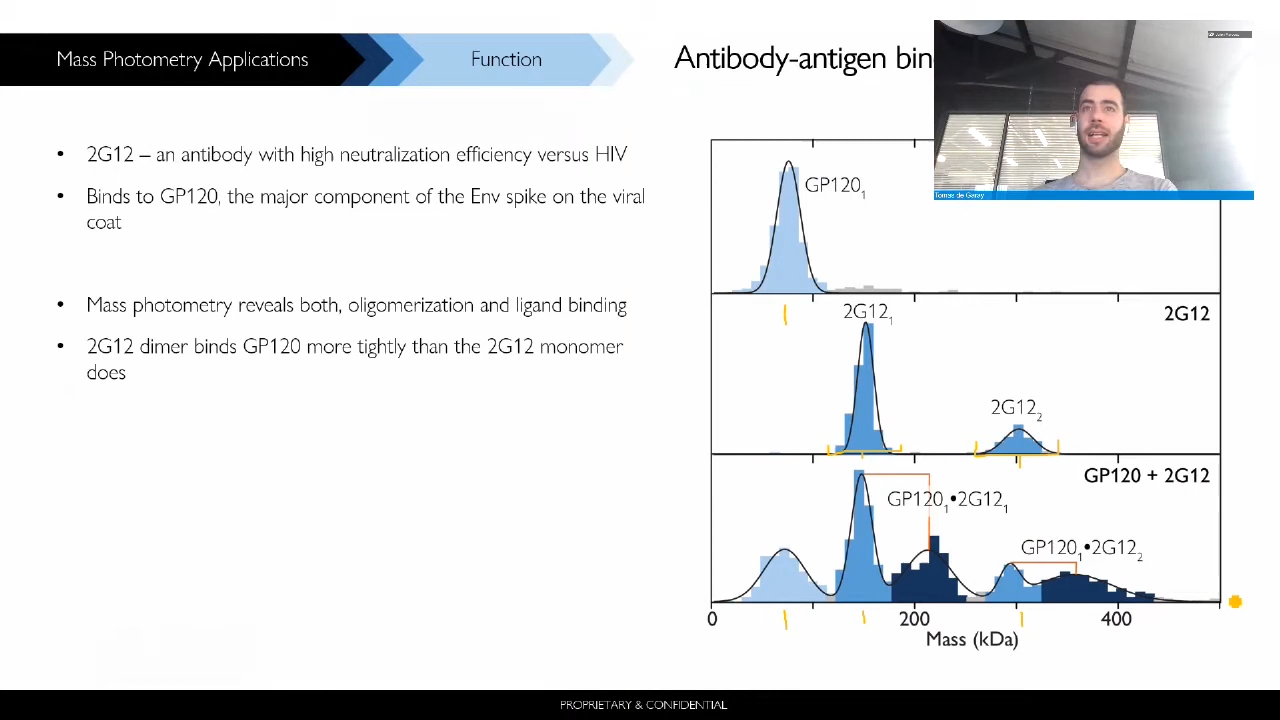 Mass Photometry Applications
Function
Antibody-antigen bin
Tomas de Garay
• 2G12 – an antibody with high neutralization efficiency versus HIV
• Binds to GP120, the major component of the Env spike on the viral
coat
• Mass photometry reveals both, oligomerization and ligand binding
• 2G12 dimer binds GP120 more tightly than the 2G12 monomer
does
GP120₁
2G12₁
2G12
2G12₂
GP120 + 2G12
GP120₁•2G12₁
GP120₁•2G12₂
0 200 400
Mass (kDa)
PROPRIETARY & CONFIDENTIAL